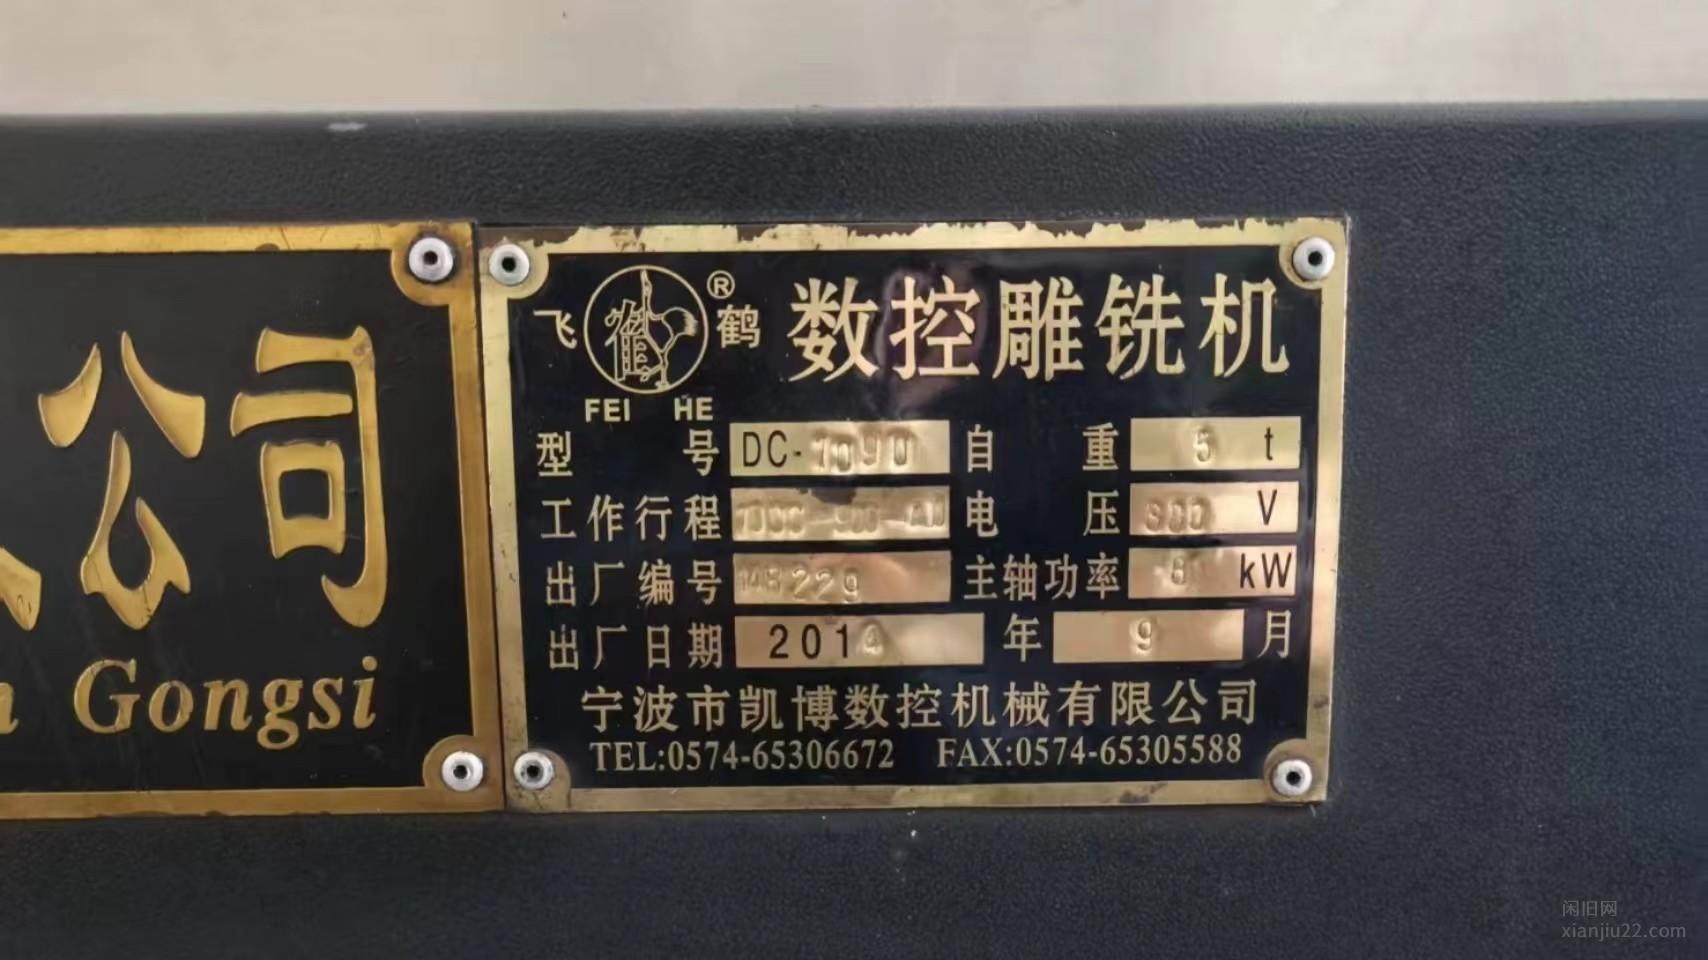 公司
Gongsi
飞 鹤 ® 数控雕铣机
FEI HE
型号 DC-1090 自重 5 t
工作行程 电压 V
出厂编号 主轴功率 8 kW
出厂日期 2014 年 9 月
宁波市凯博数控机械有限公司
TEL:0574-65306672 FAX:0574-65305588
闲旧网
xianjiu22.com